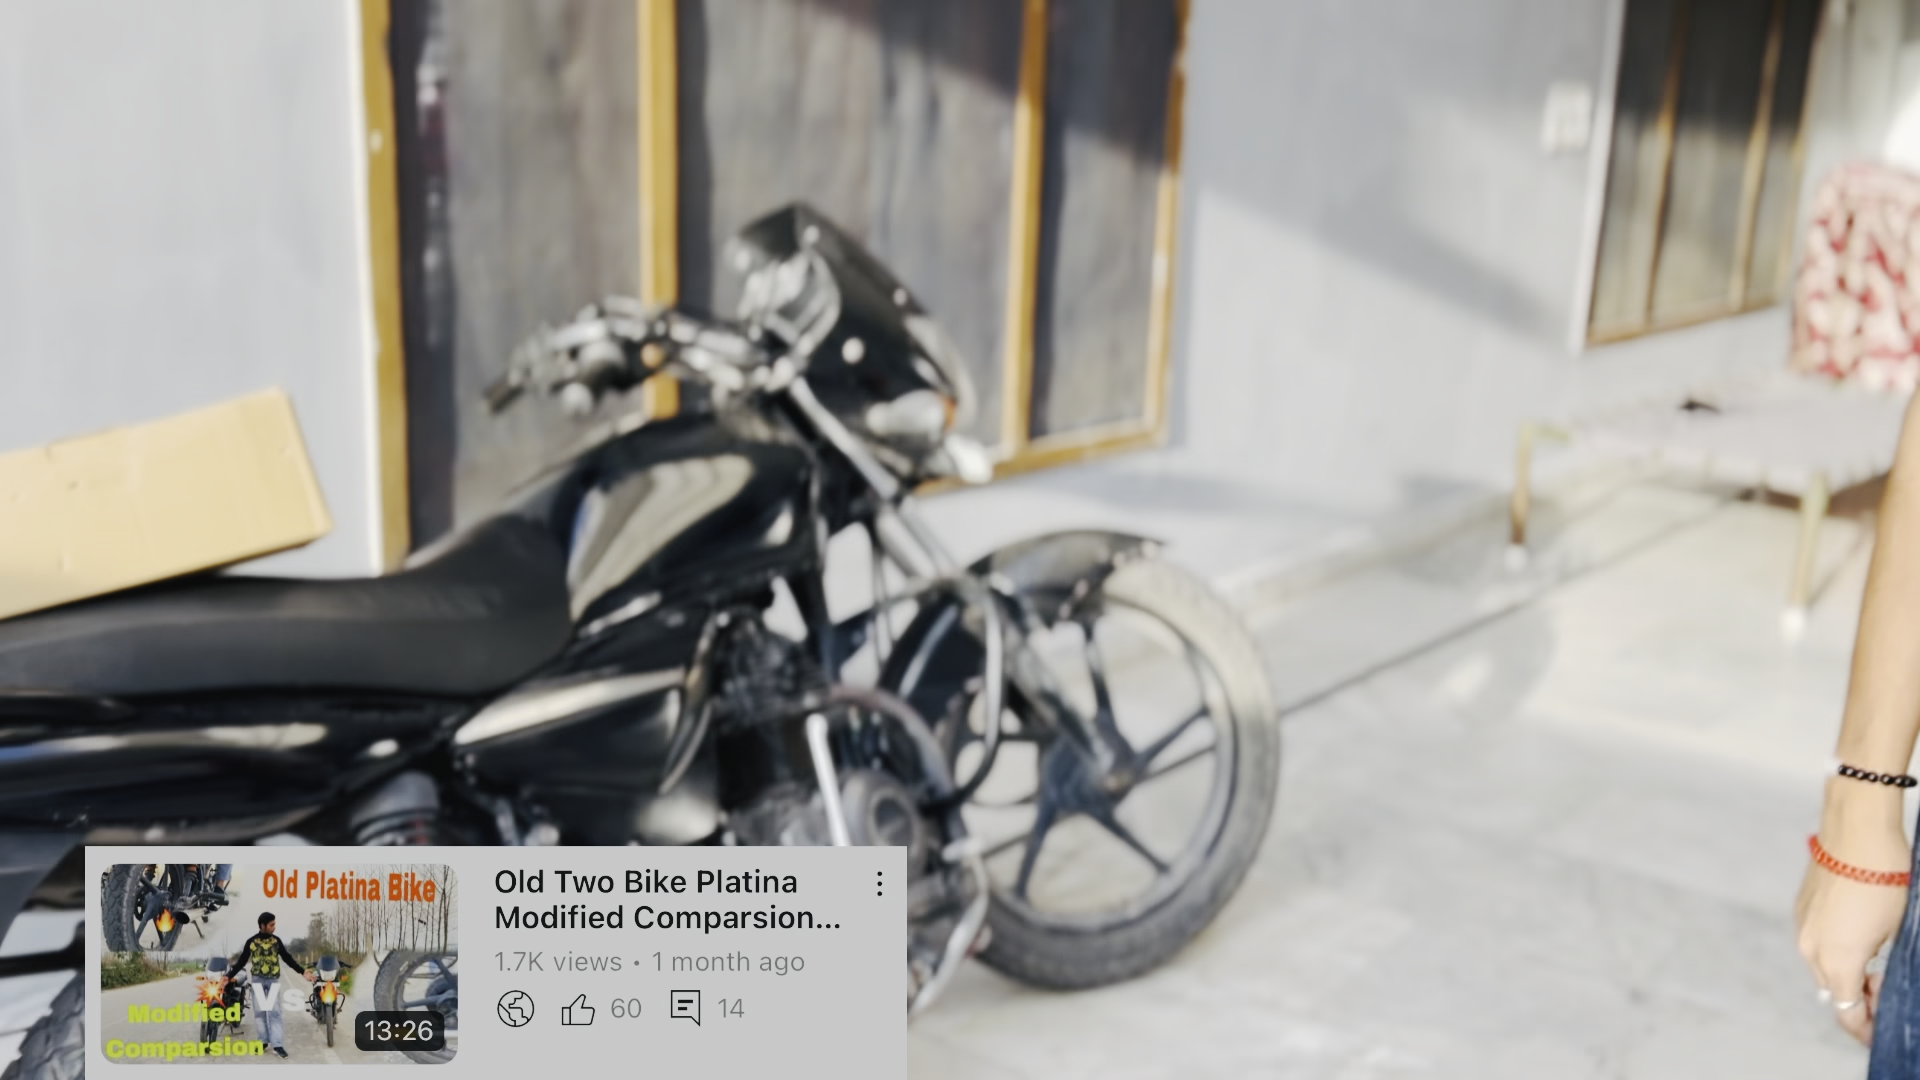 Old Platina Bike
Vs
Modified
Comparsion
13:26
Old Two Bike Platina
Modified Comparsion...
1.7K views • 1 month ago
60
14